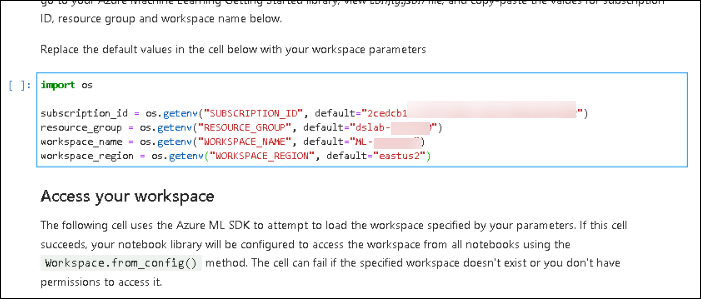 go to your Azure Machine Learning Getting Started library, view config.json file, and copy-paste the values for subscription
ID, resource group and workspace name below.
Replace the default values in the cell below with your workspace parameters
[ ]: import os
subscription_id = os.getenv("SUBSCRIPTION_ID", default="2cedcb1 ")
resource_group = os.getenv("RESOURCE_GROUP", default="dslab- ")
workspace_name = os.getenv("WORKSPACE_NAME", default="ML- ")
workspace_region = os.getenv("WORKSPACE_REGION", default="eastus2")
Access your workspace
The following cell uses the Azure ML SDK to attempt to load the workspace specified by your parameters. If this cell
succeeds, your notebook library will be configured to access the workspace from all notebooks using the
Workspace.from_config() method. The cell can fail if the specified workspace doesn't exist or you don't have
permissions to access it.